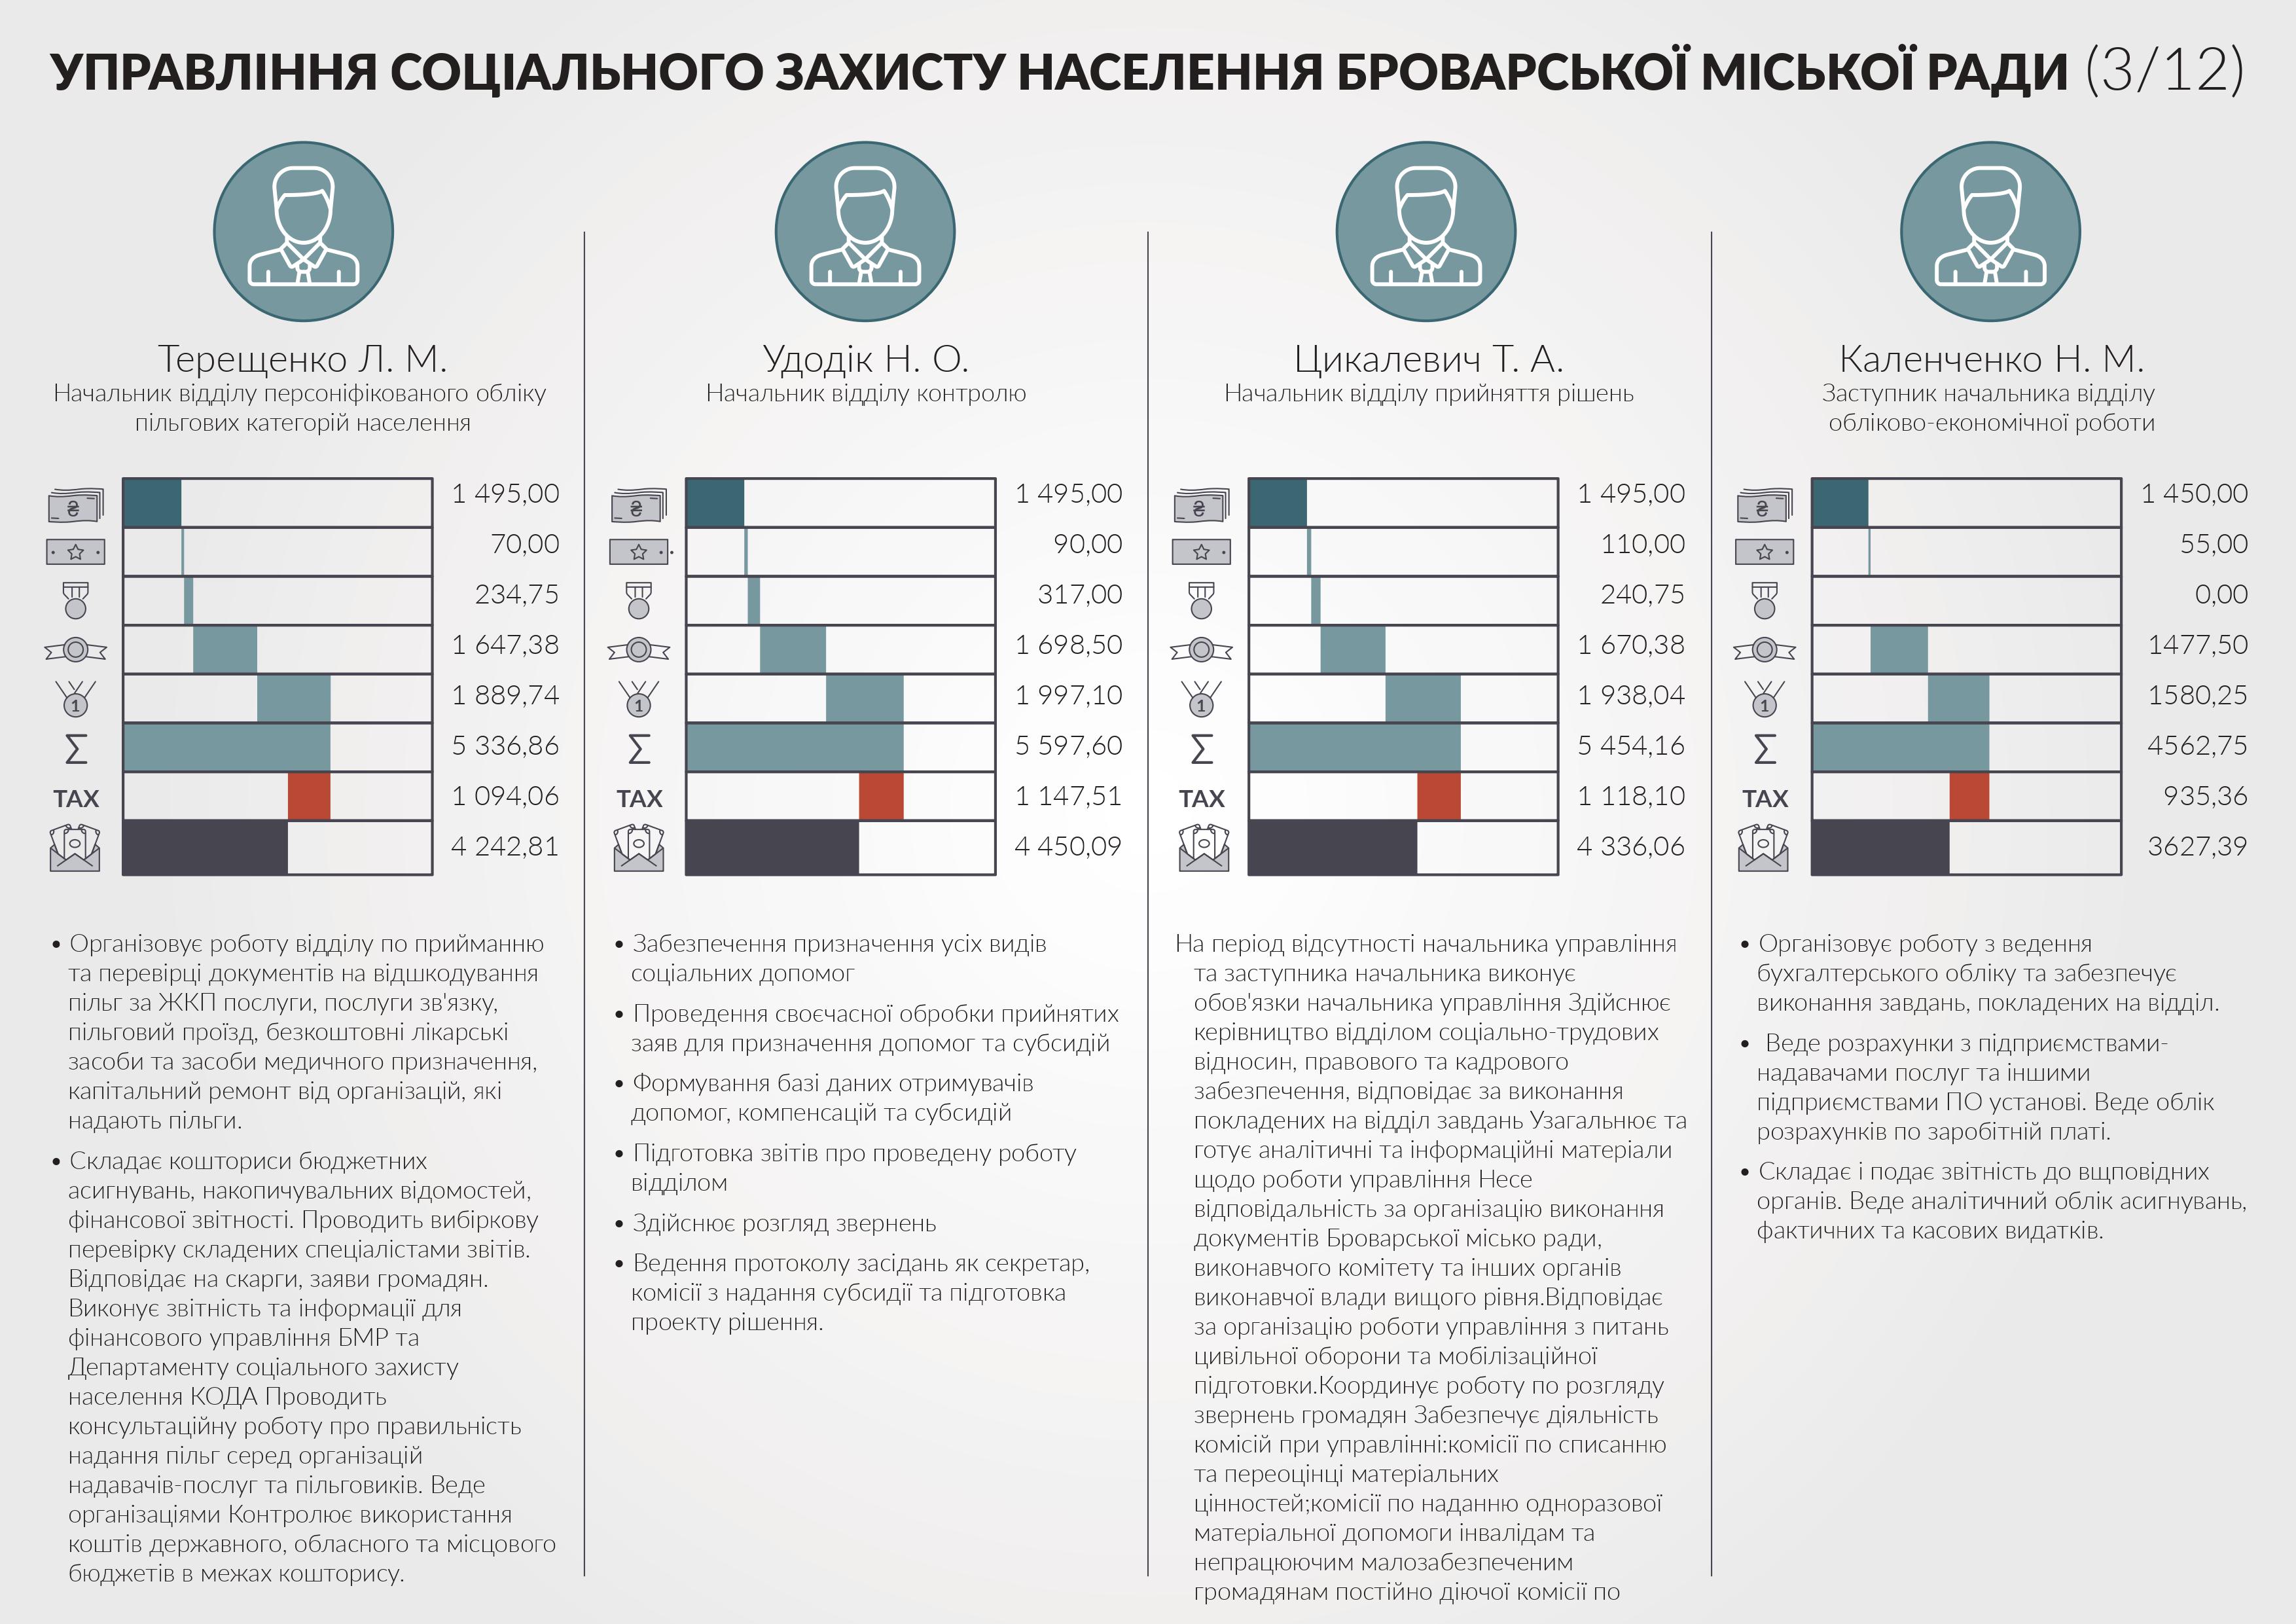 УПРАВЛІННЯ СОЦІАЛЬНОГО ЗАХИСТУ НАСЕЛЕННЯ БРОВАРСЬКОЇ МІСЬКОЇ РАДИ (3/12)
Терещенко Л. М.
Начальник відділу персоніфікованого обліку
пільгових категорій населення
₴ 1 495,00
70,00
234,75
1 647,38
1 1 889,74
Σ 5 336,86
TAX 1 094,06
4 242,81
• Організовує роботу відділу по прийманню
та перевірці документів на відшкодування
пільг за ЖКП послуги, послуги зв'язку,
пільговий проїзд, безкоштовні лікарські
засоби та засоби медичного призначення,
капітальний ремонт від організацій, які
надають пільги.
• Складає кошториси бюджетних
асигнувань, накопичувальних відомостей,
фінансової звітності. Проводить вибіркову
перевірку складених спеціалістами звітів.
Відповідає на скарги, заяви громадян.
Виконує звітність та інформації для
фінансового управління БМР та
Департаменту соціального захисту
населення КОДА Проводить
консультаційну роботу про правильність
надання пільг серед організацій
надавачів-послуг та пільговиків. Веде
організаціями Контролює використання
коштів державного, обласного та місцового
бюджетів в межах кошторису.
Удодік Н. О.
Начальник відділу контролю
₴ 1 495,00
90,00
317,00
1 698,50
1 1 997,10
Σ 5 597,60
TAX 1 147,51
4 450,09
• Забезпечення призначення усіх видів
соціальних допомог
• Проведення своєчасної обробки прийнятих
заяв для призначення допомог та субсидій
• Формування базі даних отримувачів
допомог, компенсацій та субсидій
• Підготовка звітів про проведену роботу
відділом
• Здійснює розгляд звернень
• Ведення протоколу засідань як секретар,
комісії з надання субсидії та підготовка
проекту рішення.
Цикалевич Т. А.
Начальник відділу прийняття рішень
₴ 1 495,00
110,00
240,75
1 670,38
1 1 938,04
Σ 5 454,16
TAX 1 118,10
4 336,06
На період відсутності начальника управління
та заступника начальника виконує
обов'язки начальника управління Здійснює
керівництво відділом соціально-трудових
відносин, правового та кадрового
забезпечення, відповідає за виконання
покладених на відділ завдань Узагальнює та
готує аналітичні та інформаційні матеріали
щодо роботи управління Несе
відповідальність за організацію виконання
документів Броварської місько ради,
виконавчого комітету та інших органів
виконавчої влади вищого рівня.Відповідає
за організацію роботи управління з питань
цивільної оборони та мобілізаційної
підготовки.Координує роботу по розгляду
звернень громадян Забезпечує діяльність
комісій при управлінні:комісії по списанню
та переоцінці матеріальних
цінностей;комісії по наданню одноразової
матеріальної допомоги інвалідам та
непрацюючим малозабезпеченим
громадянам постійно діючої комісії по
Каленченко Н. М.
Заступник начальника відділу
обліково-економічної роботи
₴ 1 450,00
55,00
0,00
1477,50
1 1580,25
Σ 4562,75
TAX 935,36
3627,39
• Організовує роботу з ведення
бухгалтерського обліку та забезпечує
виконання завдань, покладених на відділ.
• Веде розрахунки з підприємствами-
надавачами послуг та іншими
підприємствами ПО установі. Веде облік
розрахунків по заробітній платі.
• Складає і подає звітність до вщповідних
органів. Веде аналітичний облік асигнувань,
фактичних та касових видатків.